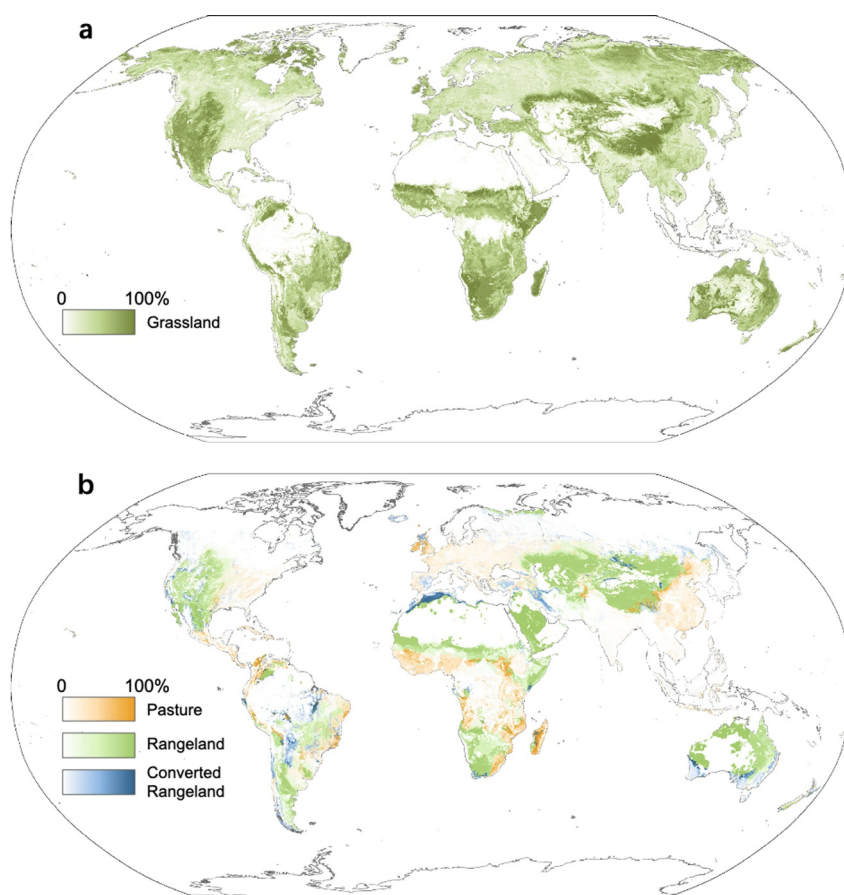 a
0 100%
Grassland
b
0 100%
Pasture
Rangeland
Converted
Rangeland